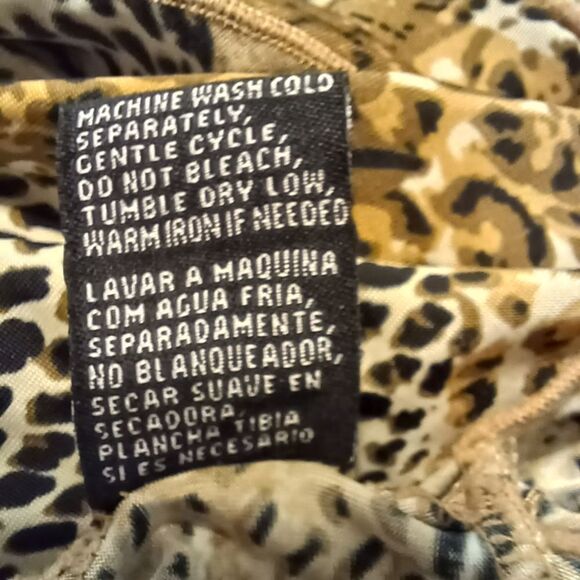 MACHINE WASH COLD
SEPARATELY,
GENTLE CYCLE,
DO NOT BLEACH,
TUMBLE DRY LOW,
WARM IRON IF NEEDED
LAVAR A MAQUINA
COM AGUA FRIA,
SEPARADAMENTE,
NO BLANQUEADOR,
SECAR SUAVE EN
SECADORA,
PLANCHA TIBIA
SI ES NECESARIO